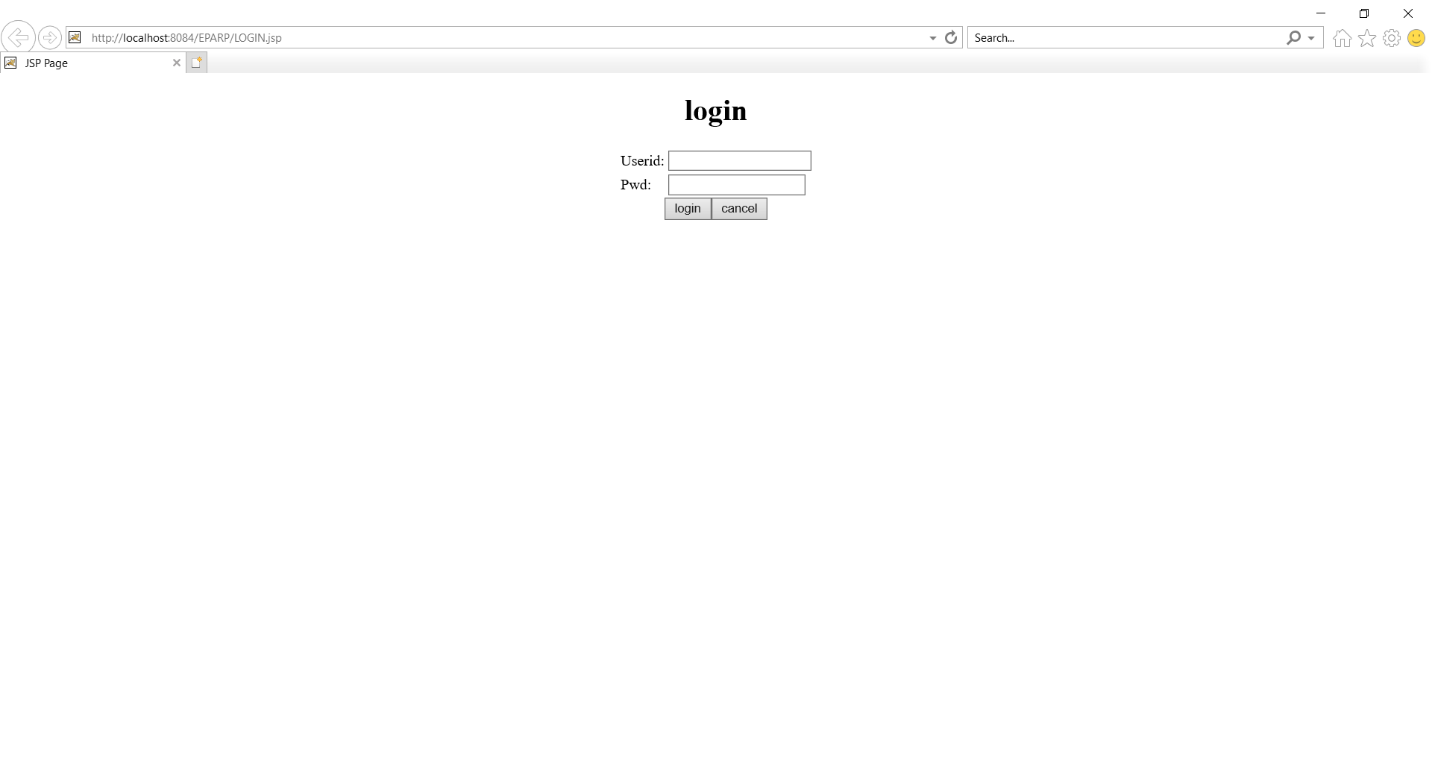 http://localhost:8084/EPARP/LOGIN.jsp Search...
JSP Page
login
Userid:
Pwd:
login cancel